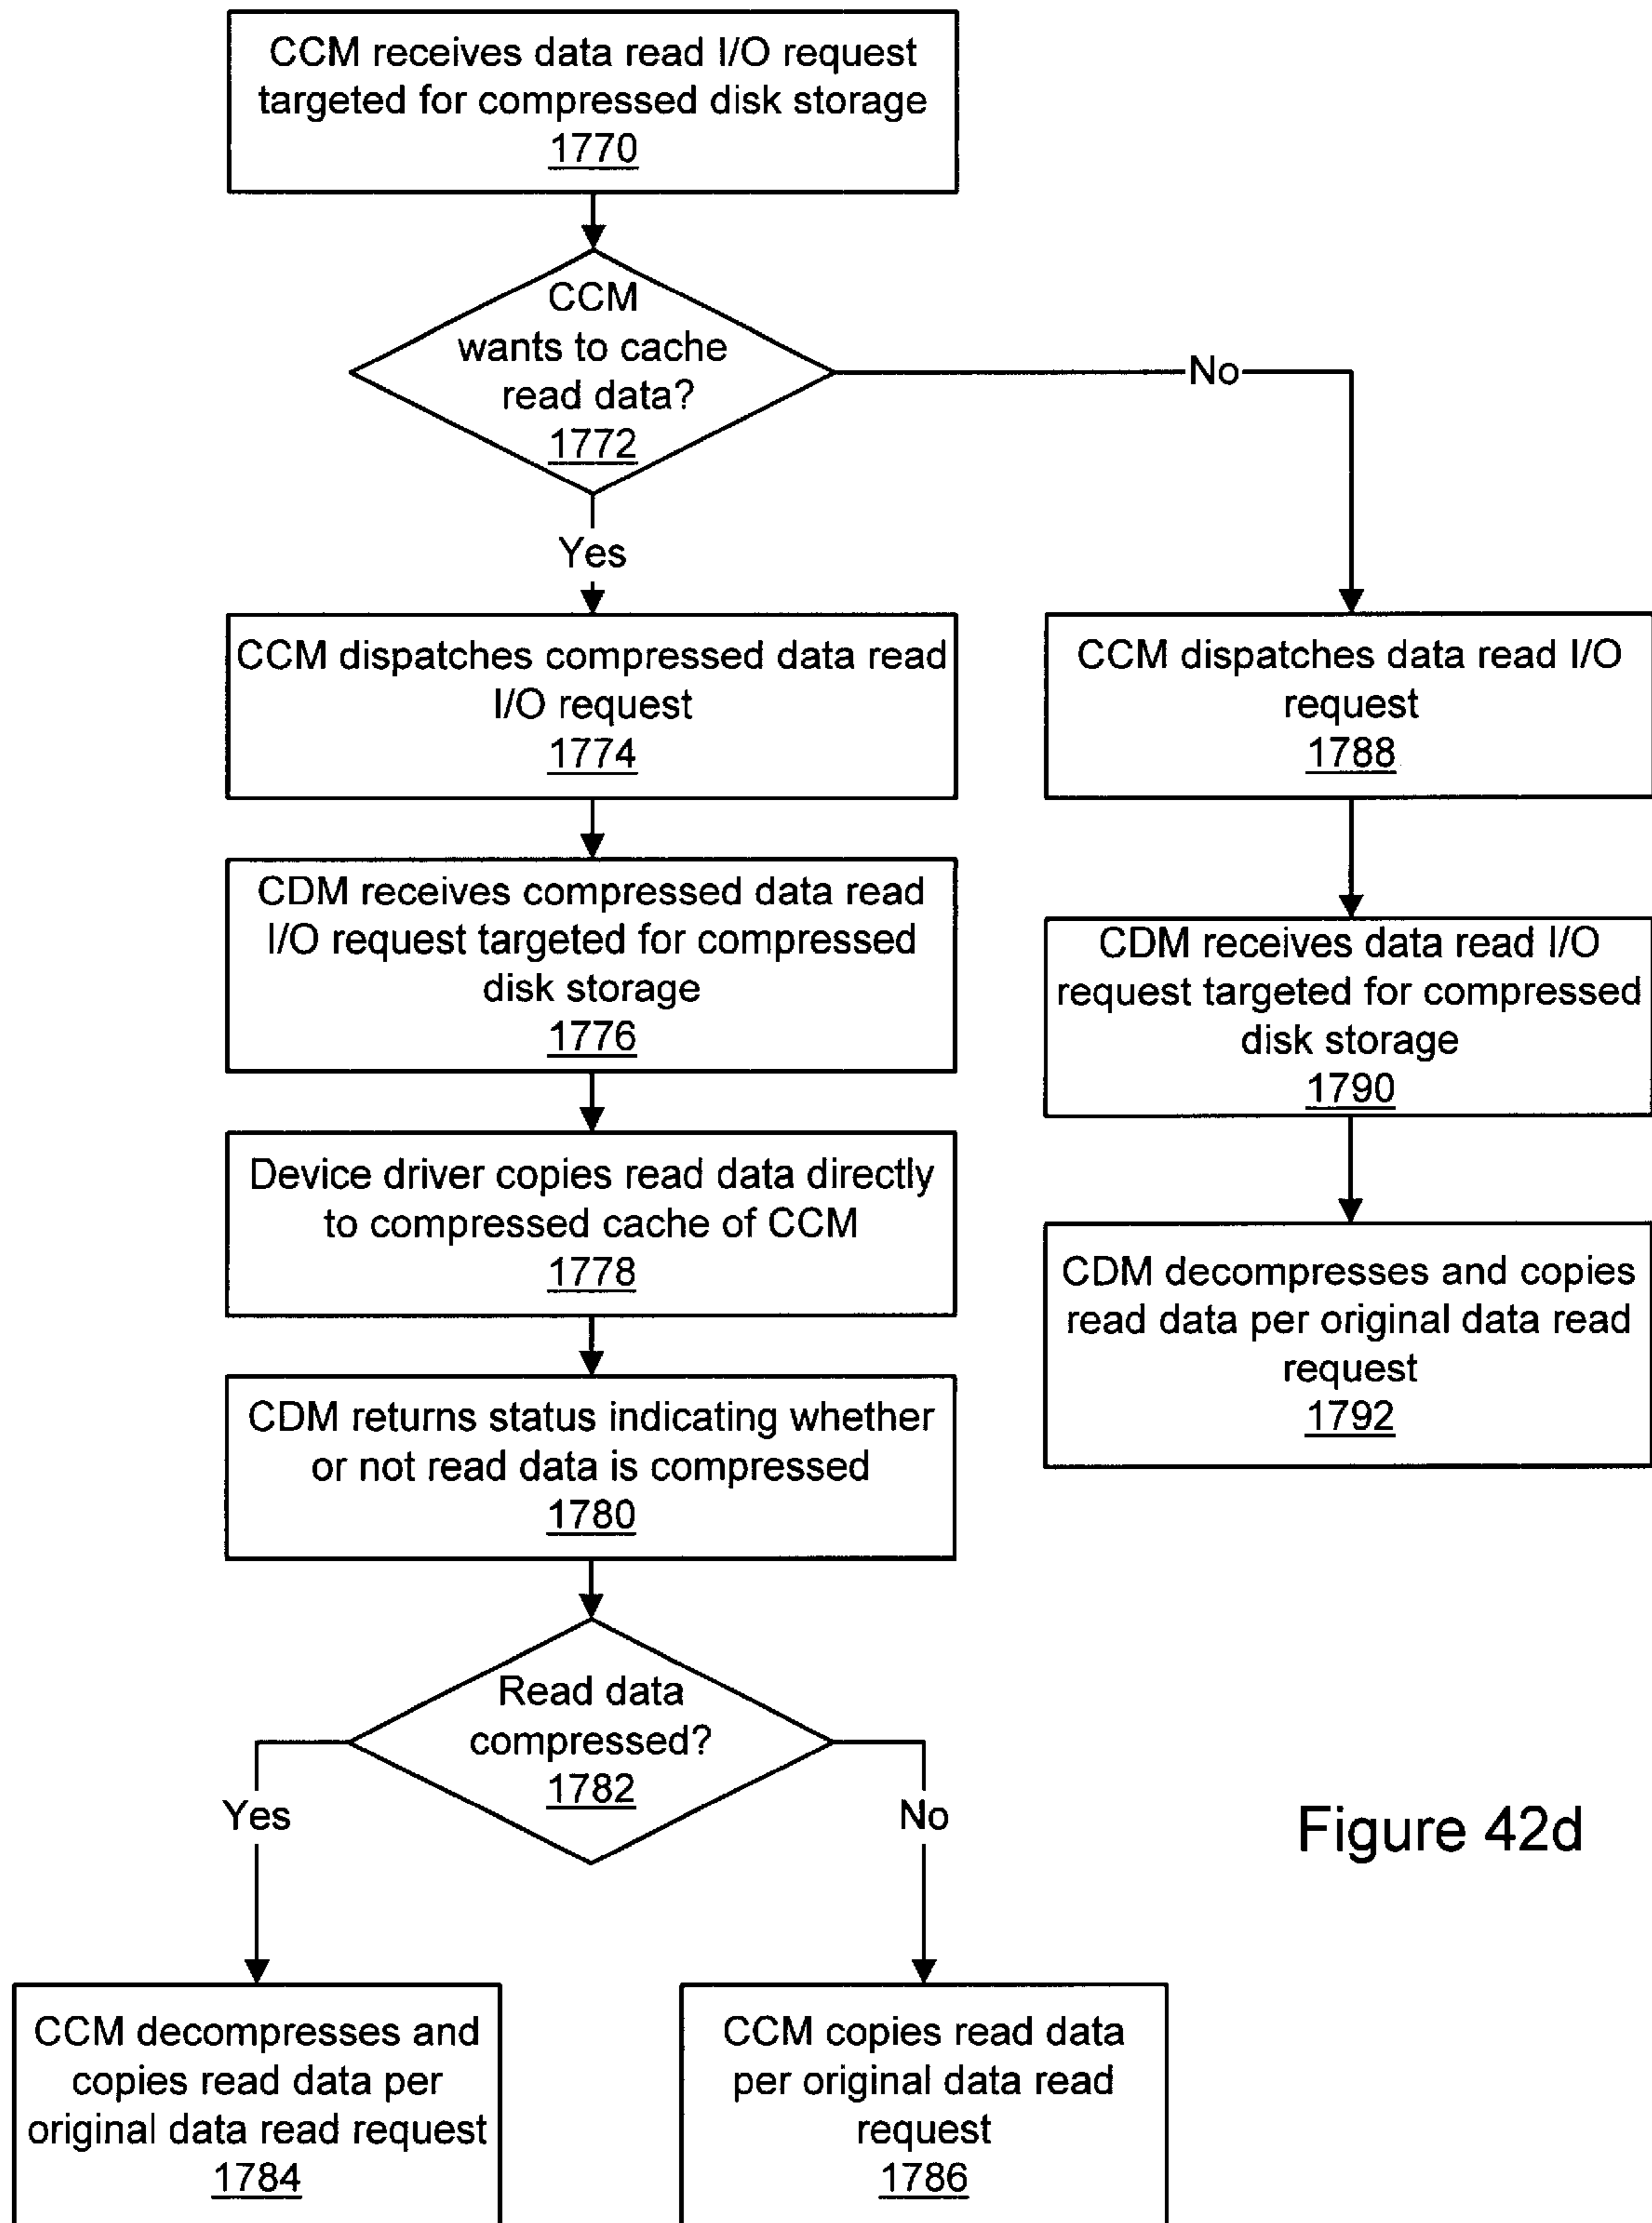 CCM receives data read I/O request
targeted for compressed disk storage
1770
CCM
wants to cache
read data?
1772
No
Yes
CCM dispatches compressed data read
I/O request
1774
CCM dispatches data read I/O
request
1788
CDM receives compressed data read
I/O request targeted for compressed
disk storage
1776
CDM receives data read I/O
request targeted for compressed
disk storage
1790
Device driver copies read data directly
to compressed cache of CCM
1778
CDM decompresses and copies
read data per original data read
request
1792
CDM returns status indicating whether
or not read data is compressed
1780
Read data
compressed?
1782
Yes
No
Figure 42d
CCM decompresses and
copies read data per
original data read request
1784
CCM copies read data
per original data read
request
1786